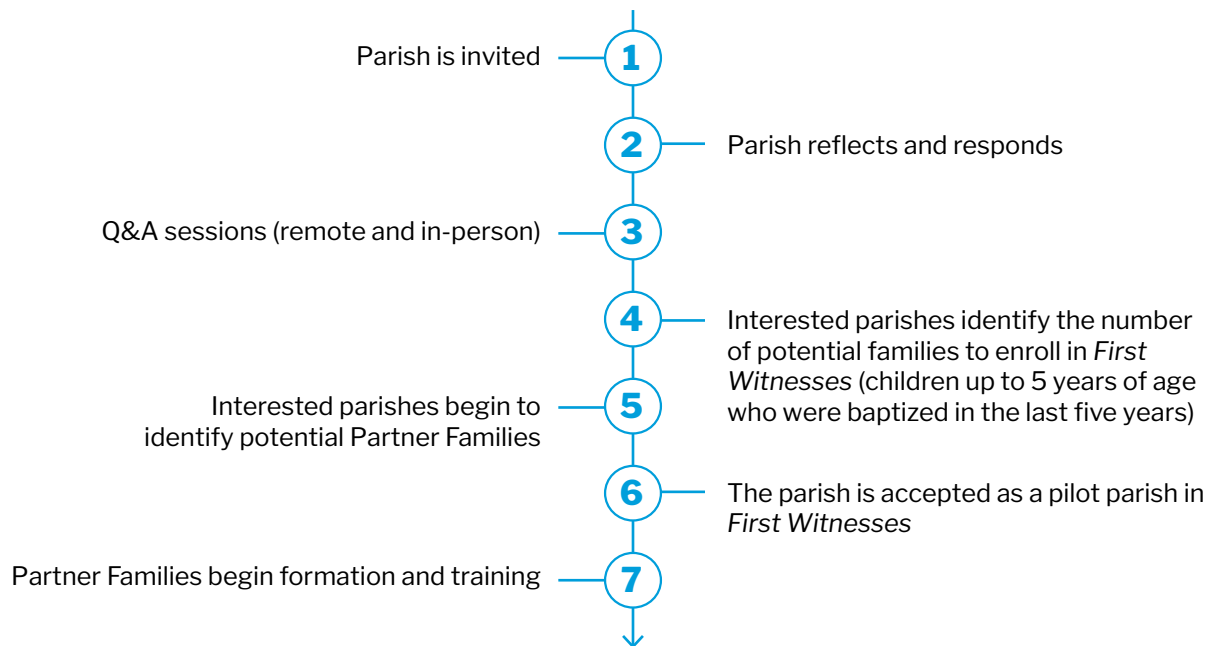 Parish is invited
1
2
Parish reflects and responds
Q&A sessions (remote and in-person)
3
4
Interested parishes identify the number
of potential families to enroll in First
Witnesses (children up to 5 years of age
who were baptized in the last five years)
Interested parishes begin to
identify potential Partner Families
5
6
The parish is accepted as a pilot parish in
First Witnesses
Partner Families begin formation and training
7